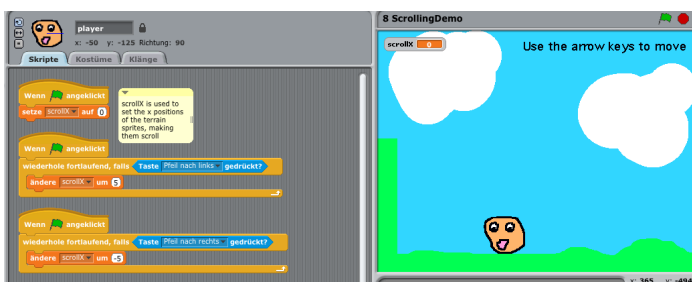 player
x: -50 y: -125 Richtung: 90
Skripte Kostüme Klänge
Wenn angeklickt
setze scrollX auf 0
scrollX is used to
set the x positions
of the terrain
sprites, making
them scroll
Wenn angeklickt
wiederhole fortlaufend, falls Taste Pfeil nach links gedrückt?
ändere scrollX um 5
Wenn angeklickt
wiederhole fortlaufend, falls Taste Pfeil nach rechts gedrückt?
ändere scrollX um -5
8 ScrollingDemo
scrollX 0
Use the arrow keys to move
x: 365 y: -494